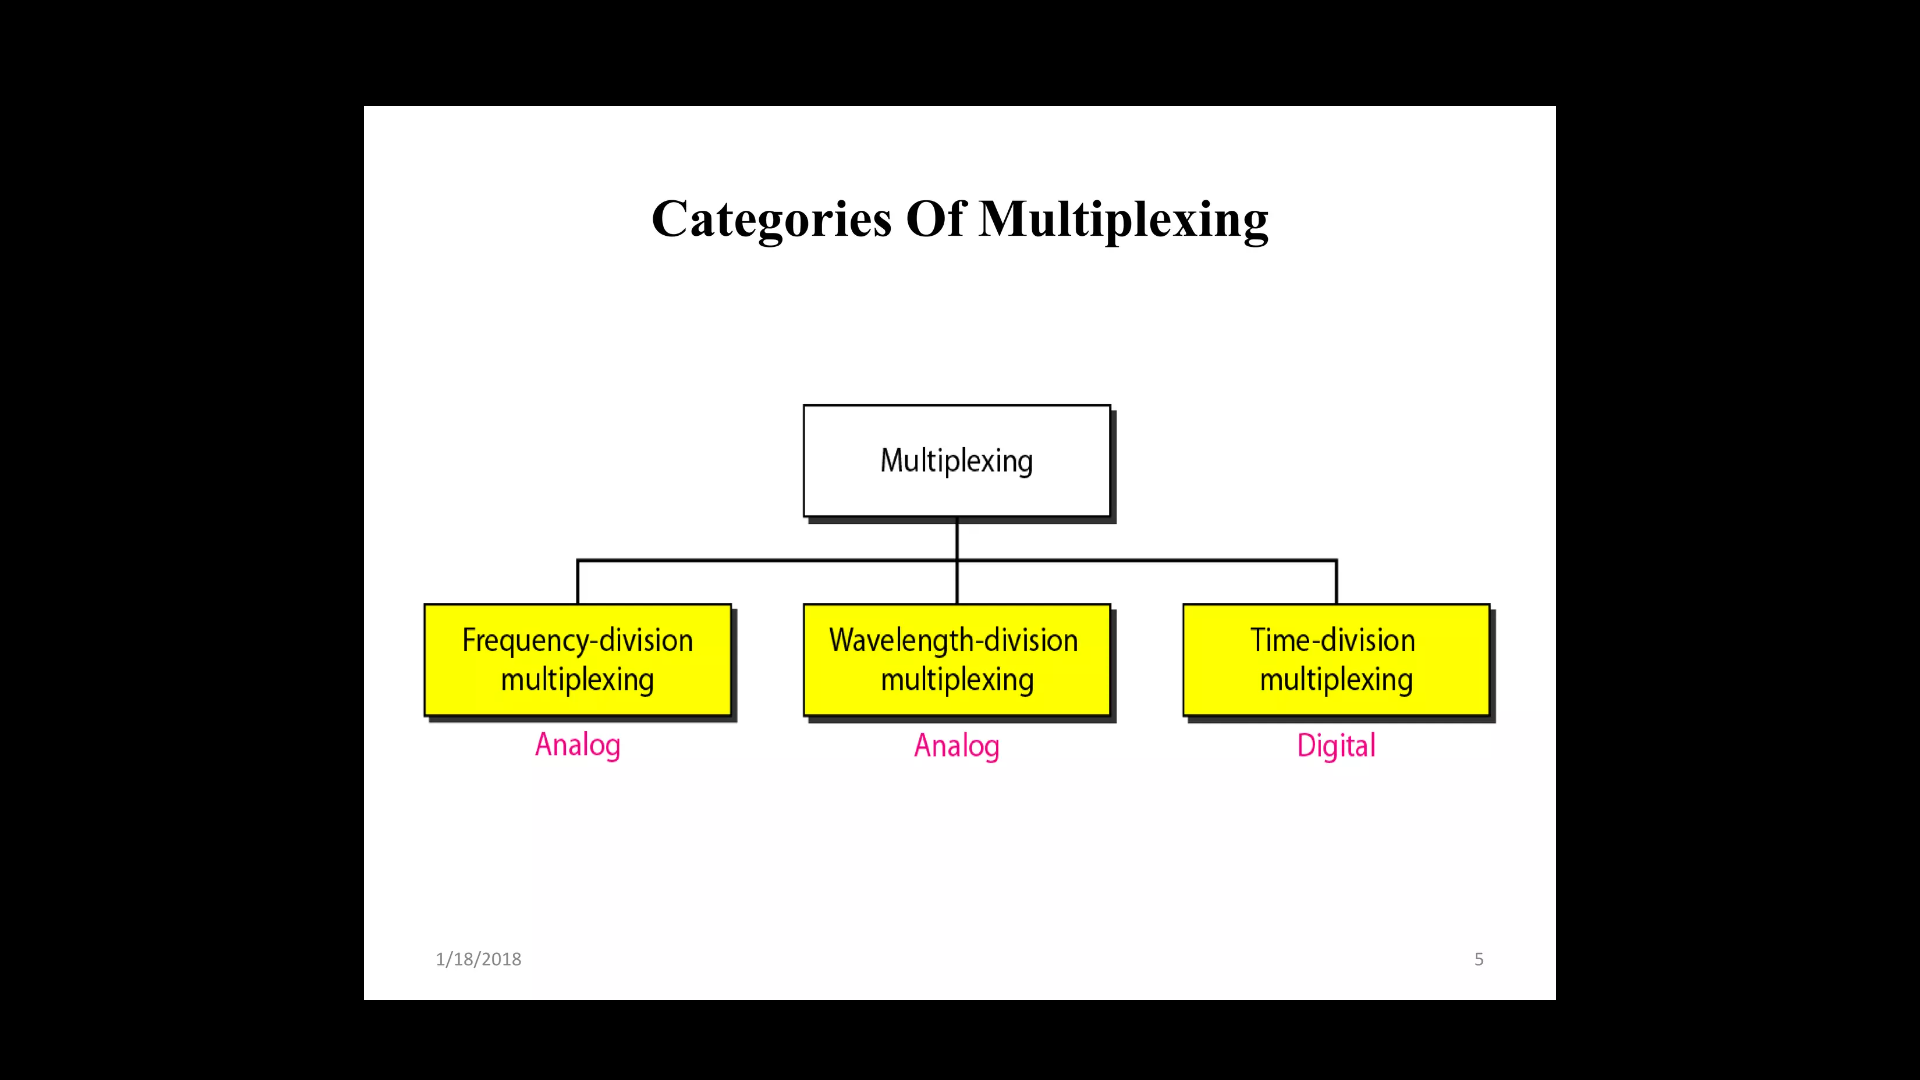 Categories Of Multiplexing
Multiplexing
Frequency-division
multiplexing
Wavelength-division
multiplexing
Time-division
multiplexing
Analog
Analog
Digital
1/18/2018
5